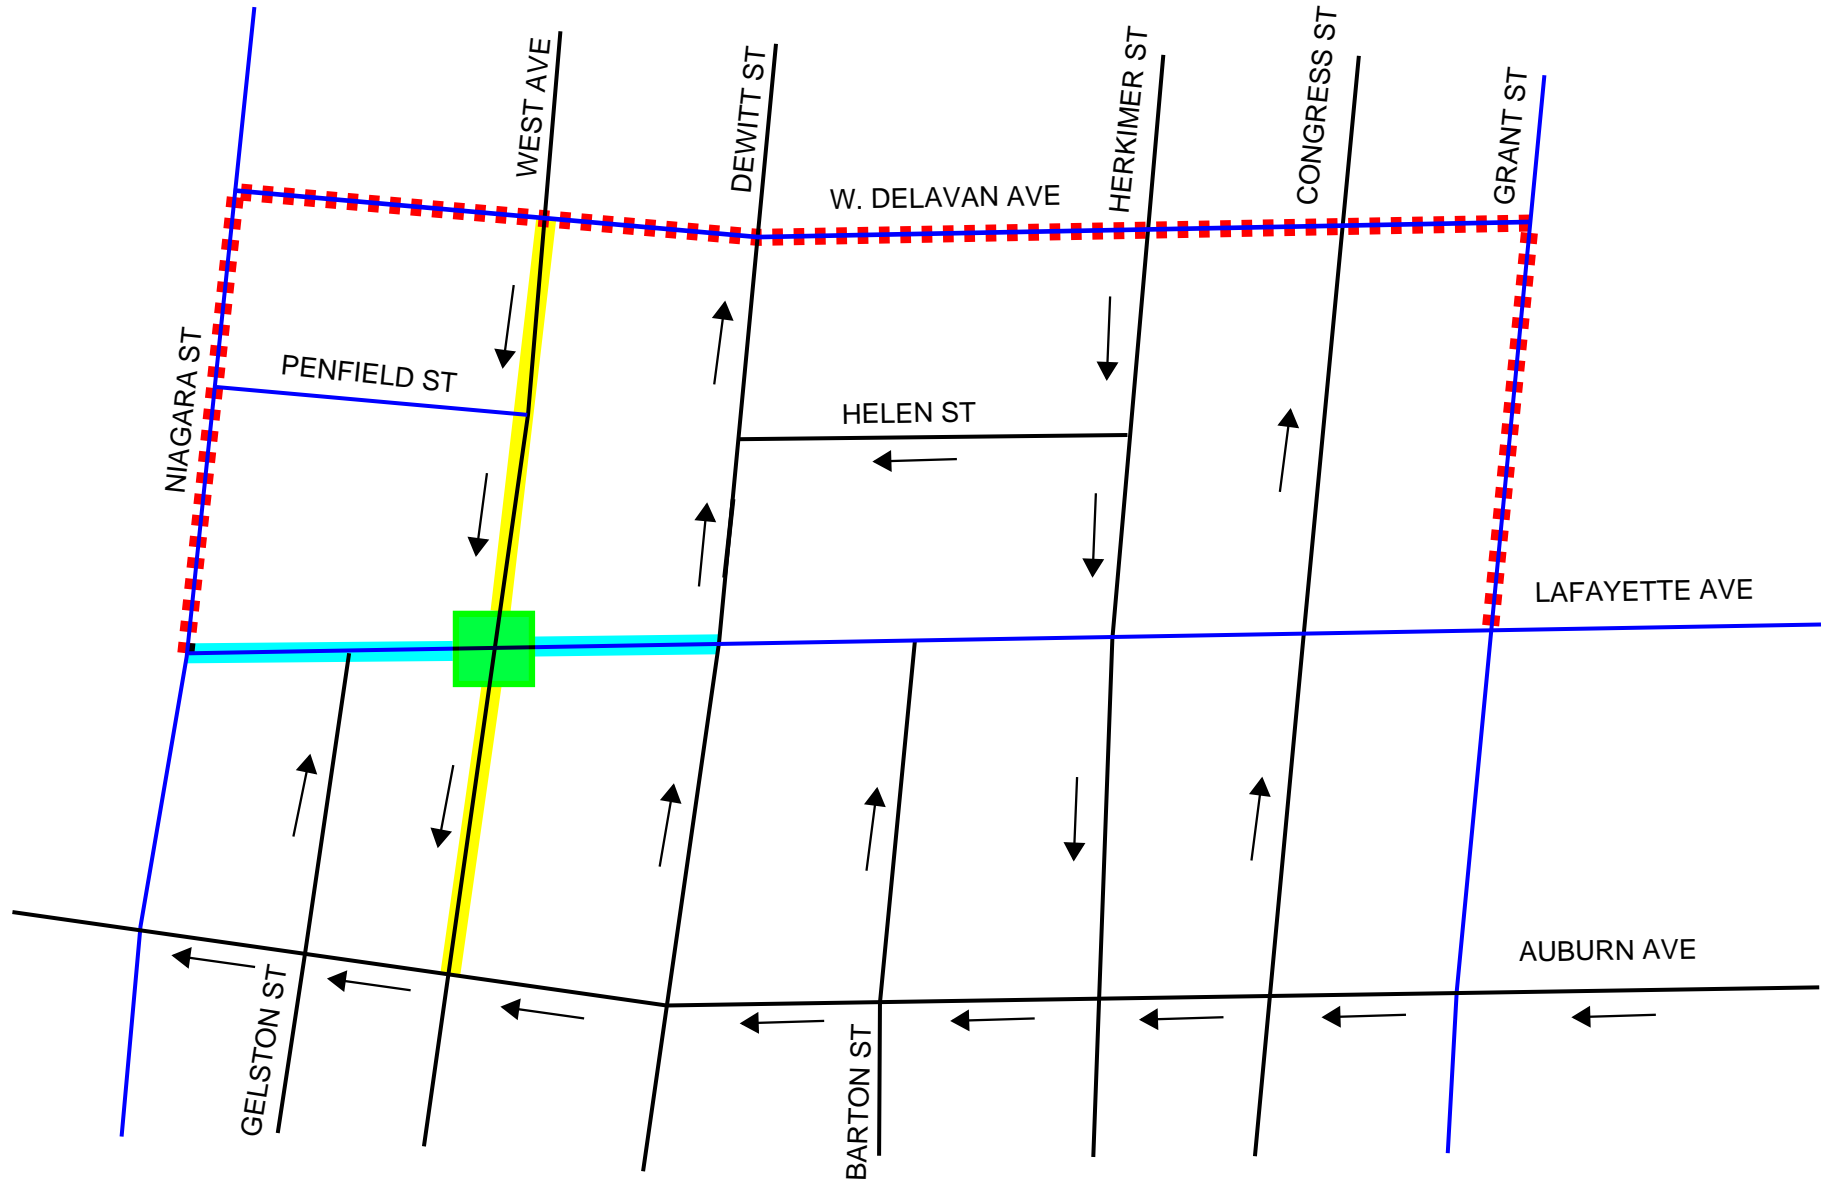 WEST AVE
DEWITT ST
HERKIMER ST
CONGRESS ST
GRANT ST
W. DELAVAN AVE
NIAGARA ST
PENFIELD ST
HELEN ST
LAFAYETTE AVE
AUBURN AVE
GELSTON ST
BARTON ST